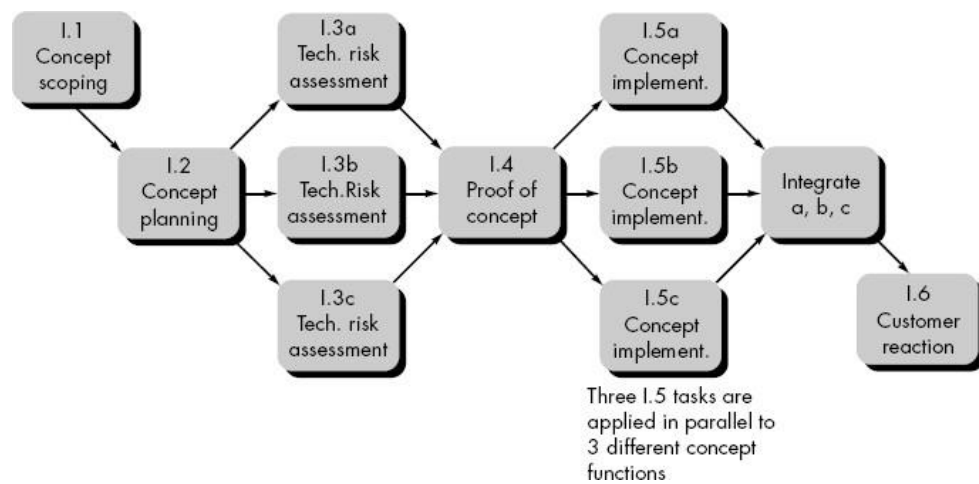 I.1
Concept
scoping
I.2
Concept
planning
I.3a
Tech. risk
assessment
I.3b
Tech.Risk
assessment
I.3c
Tech. risk
assessment
I.4
Proof of
concept
I.5a
Concept
implement.
I.5b
Concept
implement.
I.5c
Concept
implement.
Three I.5 tasks are
applied in parallel to
3 different concept
functions
Integrate
a, b, c
I.6
Customer
reaction